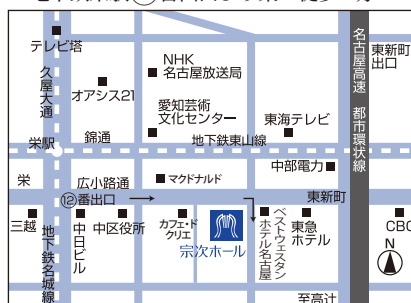 テレビ塔
NHK
名古屋放送局
名古屋高速 都市環状線
東新町
出口
久屋大通
オアシス21
愛知芸術
文化センター
東海テレビ
栄駅
錦通
地下鉄東山線
中部電力
栄
広小路通
マクドナルド
⑫番出口
東新町
三越
地下鉄名城線
中日
ビル
中区役所
カフェ・ド
クリエ
宗次ホール
ベストウェスタン
ホテル名古屋
東急
ホテル
CBC
N
至高辻